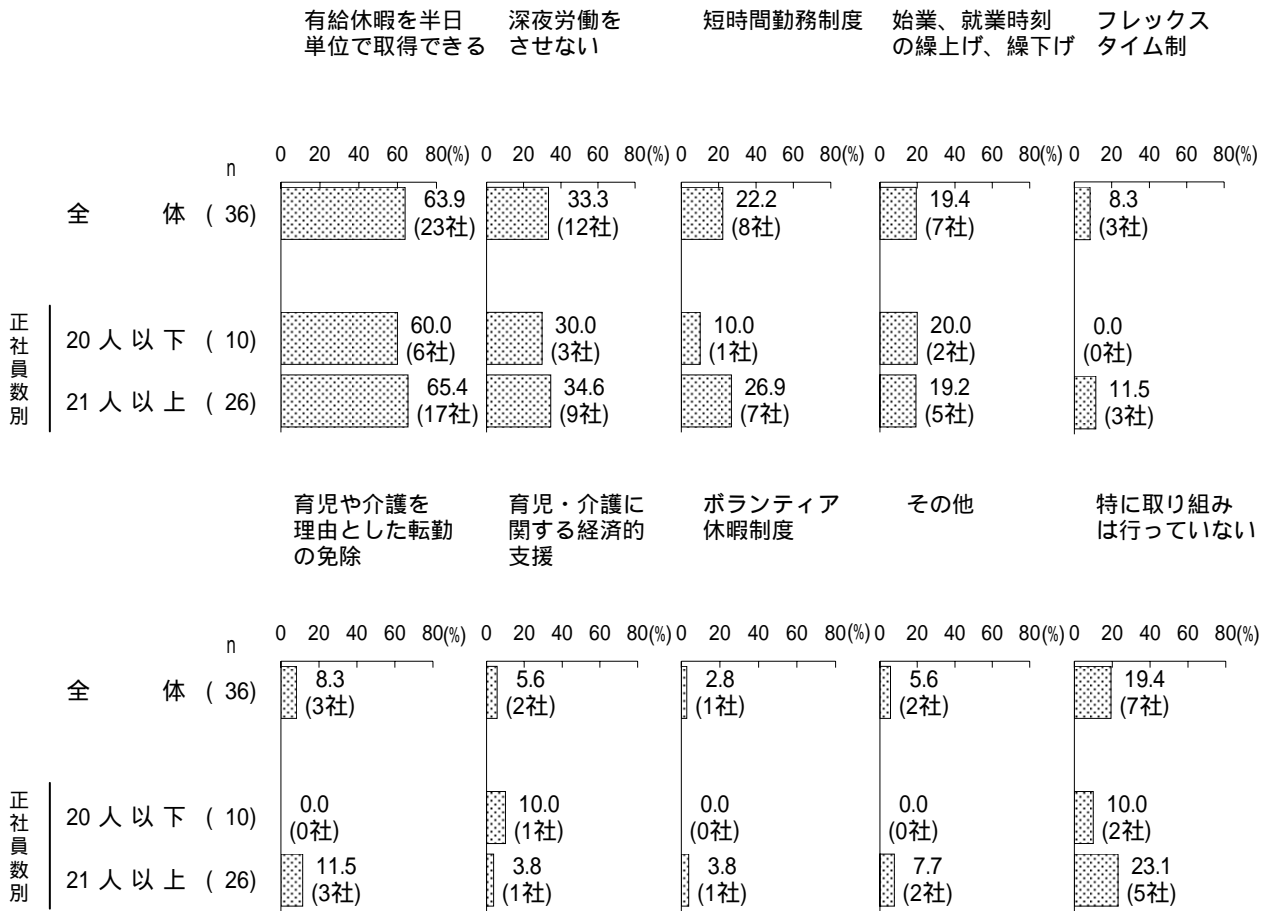 有給休暇を半日 深夜労働を 短時間勤務制度 始業、就業時刻 フレックス
単位で取得できる させない の繰上げ、繰下げ タイム制
0 20 40 60 80(%) 0 20 40 60 80(%) 0 20 40 60 80(%) 0 20 40 60 80(%) 0 20 40 60 80(%)
n
全 体 ( 36) 63.9 33.3 22.2 19.4 8.3
(23社) (12社) (8社) (7社) (3社)
正社員数別
20人以下 ( 10) 60.0 30.0 10.0 20.0 0.0
(6社) (3社) (1社) (2社) (0社)
21人以上 ( 26) 65.4 34.6 26.9 19.2 11.5
(17社) (9社) (7社) (5社) (3社)
育児や介護を 育児・介護に ボランティア その他 特に取り組み
理由とした転勤 関する経済的 休暇制度 は行っていない
の免除 支援
0 20 40 60 80(%) 0 20 40 60 80(%) 0 20 40 60 80(%) 0 20 40 60 80(%) 0 20 40 60 80(%)
n
全 体 ( 36) 8.3 5.6 2.8 5.6 19.4
(3社) (2社) (1社) (2社) (7社)
正社員数別
20人以下 ( 10) 0.0 10.0 0.0 0.0 10.0
(0社) (1社) (0社) (0社) (2社)
21人以上 ( 26) 11.5 3.8 3.8 7.7 23.1
(3社) (1社) (1社) (2社) (5社)